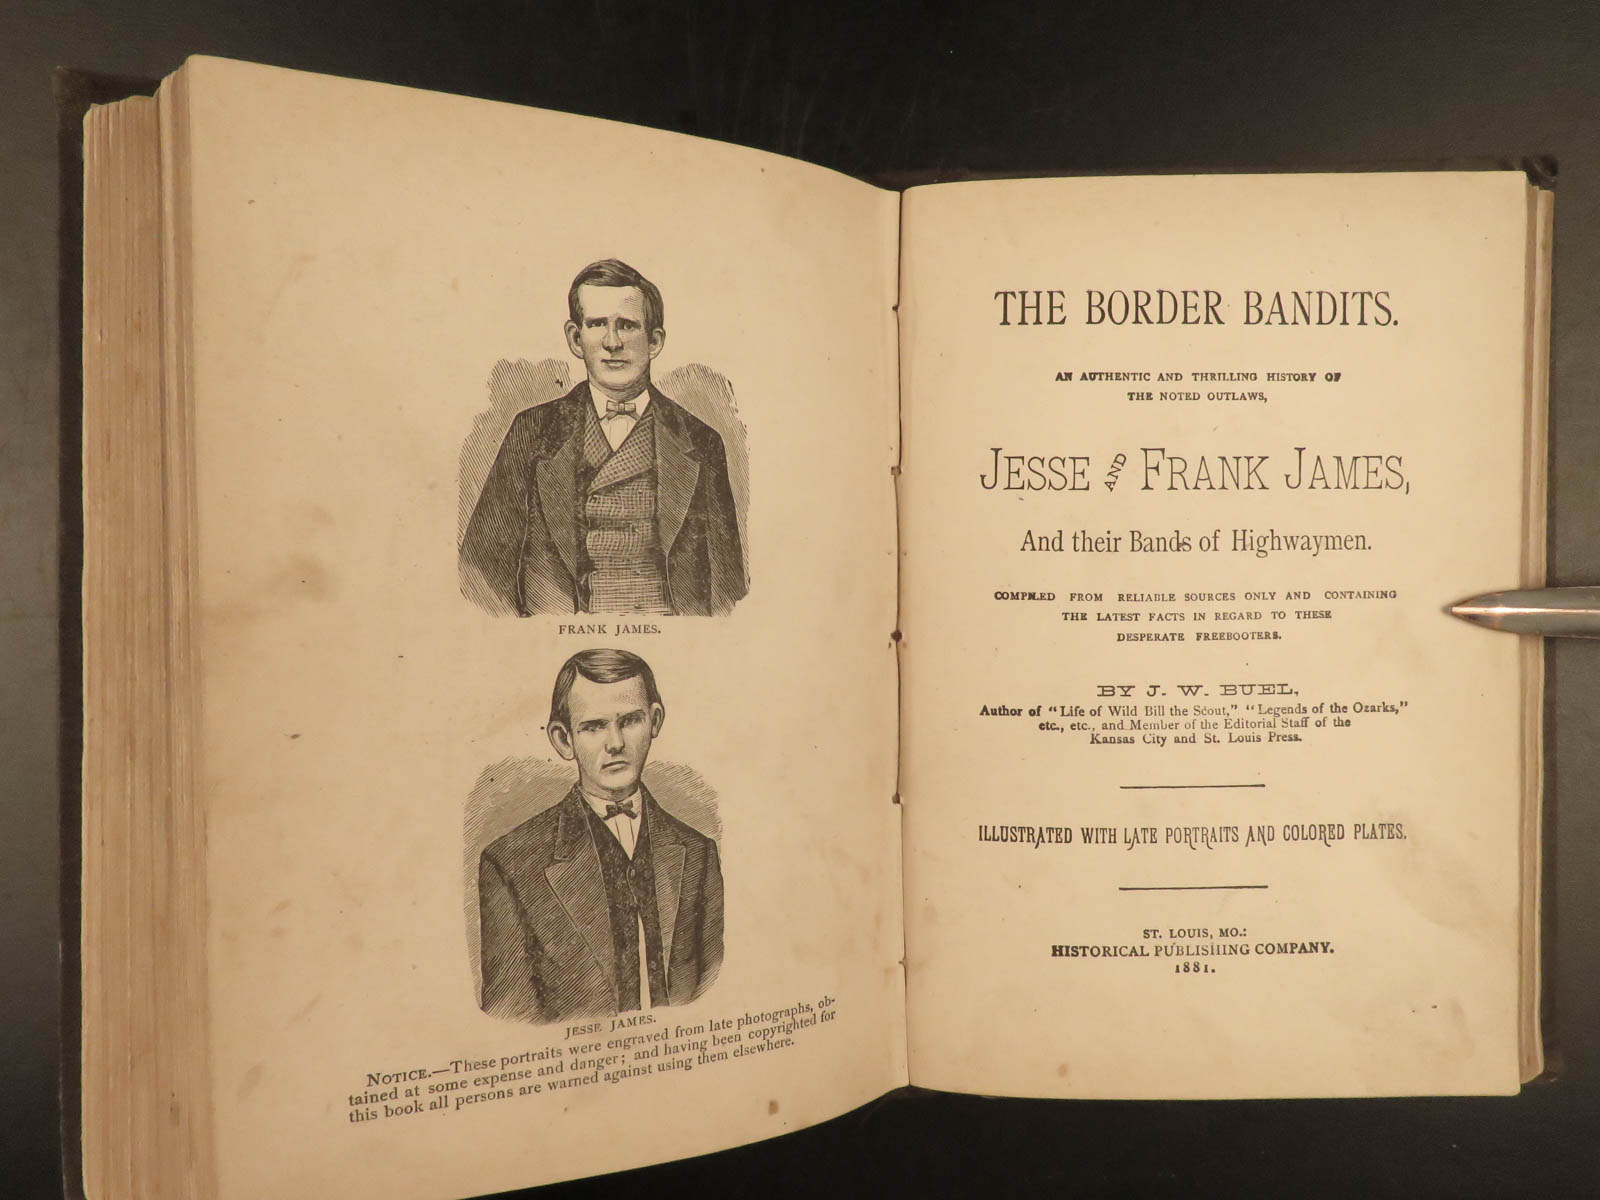 FRANK JAMES.
JESSE JAMES.
NOTICE.—These portraits were engraved from late photographs, ob-
tained at some expense and danger; and having been copyrighted for
this book all persons are warned against using them elsewhere.
THE BORDER BANDITS.
AN AUTHENTIC AND THRILLING HISTORY OF
THE NOTED OUTLAWS,
JESSE AND FRANK JAMES,
And their Bands of Highwaymen.
COMPILED FROM RELIABLE SOURCES ONLY AND CONTAINING
THE LATEST FACTS IN REGARD TO THESE
DESPERATE FREEBOOTERS.
BY J. W. BUEL,
Author of "Life of Wild Bill the Scout," "Legends of the Ozarks,"
etc., etc., and Member of the Editorial Staff of the
Kansas City and St. Louis Press.
ILLUSTRATED WITH LATE PORTRAITS AND COLORED PLATES.
ST. LOUIS, MO.:
HISTORICAL PUBLISHING COMPANY.
1881.